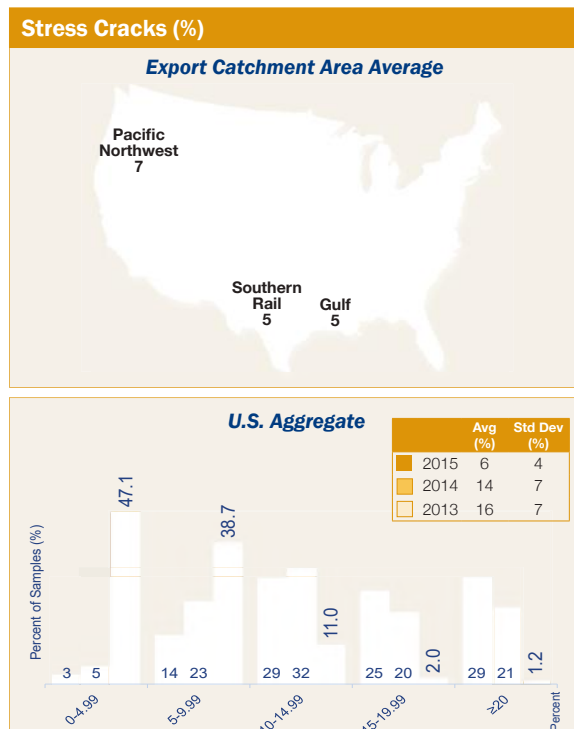 Stress Cracks (%)
Export Catchment Area Average
Pacific
Northwest
7
Southern
Rail
5
Gulf
5
U.S. Aggregate
Avg
(%)
Std Dev
(%)
2015 6 4
2014 14 7
2013 16 7
Percent of Samples (%)
3 5 47.1
14 23 38.7
29 32 11.0
25 20 2.0
29 21 1.2
0-4.99
5-9.99
10-14.99
15-19.99
≥20
Percent